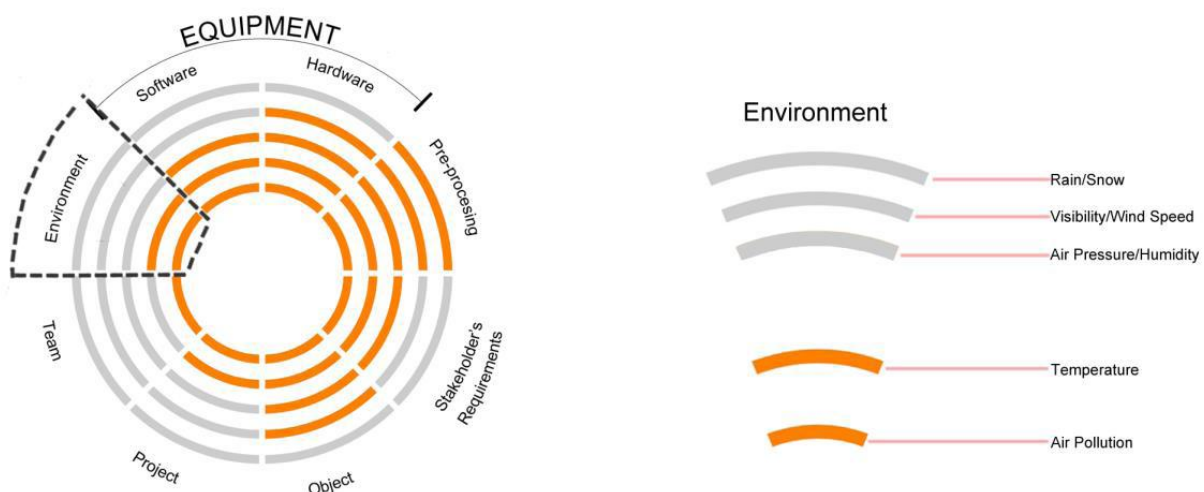 EQUIPMENT
Software
Hardware
Environment
Pre-procesing
Team
Stakeholder's
Requirements
Project
Object
Environment
Rain/Snow
Visibility/Wind Speed
Air Pressure/Humidity
Temperature
Air Pollution